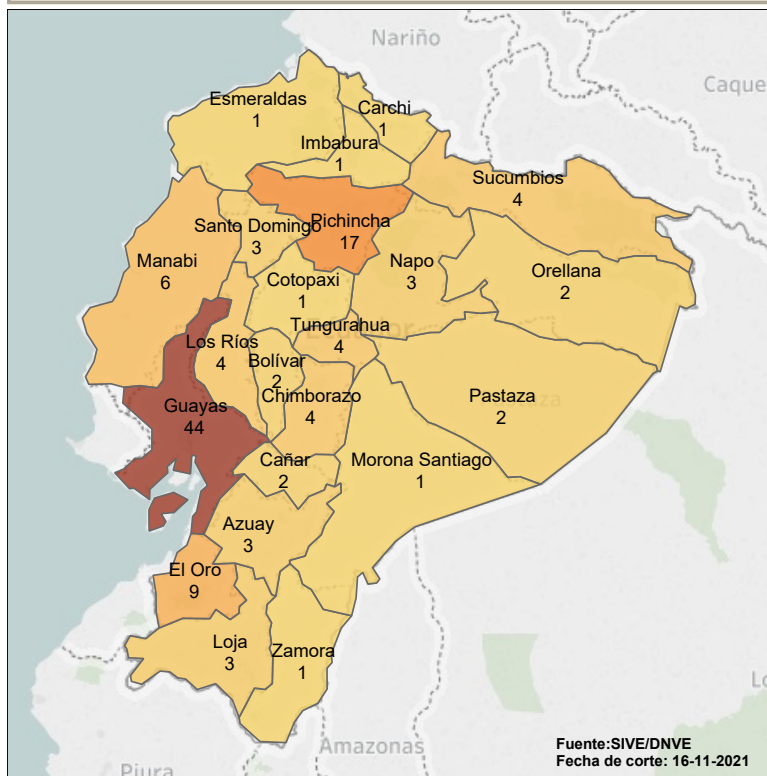 Nariño
Caque
Esmeraldas
1
Carchi
1
Imbabura
1
Sucumbios
4
Pichincha
17
Santo Domingo
3
Manabi
6
Napo
3
Orellana
2
Cotopaxi
1
Tungurahua
4
Los Ríos
4
Bolívar
2
Chimborazo
4
Pastaza
2
Guayas
44
Cañar
2
Morona Santiago
1
Azuay
3
El Oro
9
Loja
3
Zamora
1
Lo
Amazonas
Piura
Fuente:SIVE/DNVE
Fecha de corte: 16-11-2021